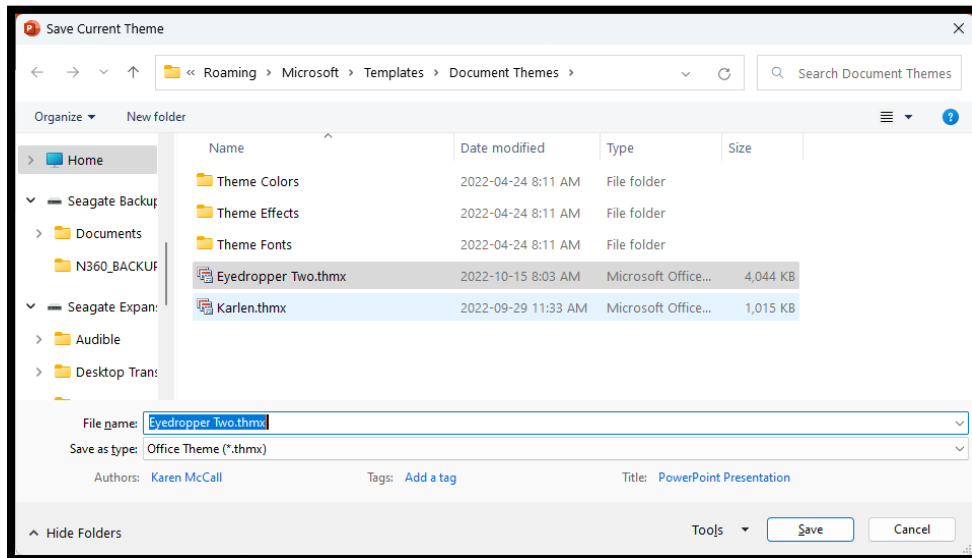 Save Current Theme
« Roaming > Microsoft > Templates > Document Themes >
Search Document Themes
Organize New folder
Name Date modified Type Size
Home
Seagate Backup
Documents
N360_BACKUP
Seagate Expans
Audible
Desktop Trans
Theme Colors 2022-04-24 8:11 AM File folder
Theme Effects 2022-04-24 8:11 AM File folder
Theme Fonts 2022-04-24 8:11 AM File folder
Eyedropper Two.thmx 2022-10-15 8:03 AM Microsoft Office... 4,044 KB
Karlen.thmx 2022-09-29 11:33 AM Microsoft Office... 1,015 KB
File name: Eyedropper Two.thmx
Save as type: Office Theme (*.thmx)
Authors: Karen McCall Tags: Add a tag Title: PowerPoint Presentation
Hide Folders Tools Save Cancel